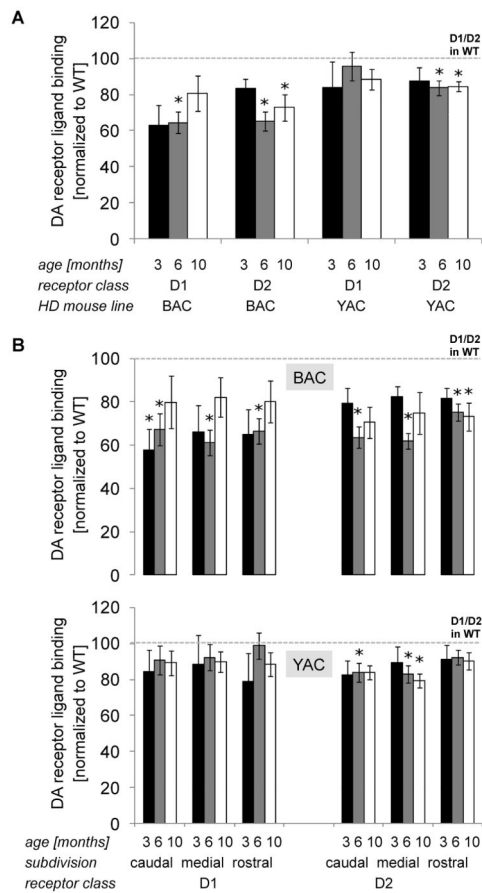 A
D1/D2
in WT
DA receptor ligand binding
[normalized to WT]
120
100
80
60
40
20
0
* * * * *
age [months] 3 6 10 3 6 10 3 6 10 3 6 10
receptor class D1 D2 D1 D2
HD mouse line BAC BAC YAC YAC
B
D1/D2
in WT
BAC
DA receptor ligand binding
[normalized to WT]
100
80
60
40
20
0
* * * * * * * *
D1/D2
in WT
YAC
DA receptor ligand binding
[normalized to WT]
120
100
80
60
40
20
0
* * *
age [months] 3 6 10 3 6 10 3 6 10 3 6 10 3 6 10 3 6 10
subdivision caudal medial rostral caudal medial rostral
receptor class D1 D2